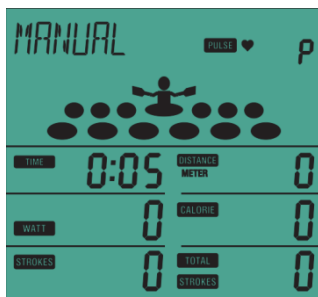 MANUAL PULSE P
TIME 0:05 DISTANCE METER 0
WATT 0 CALORIE 0
STROKES 0 TOTAL STROKES 0